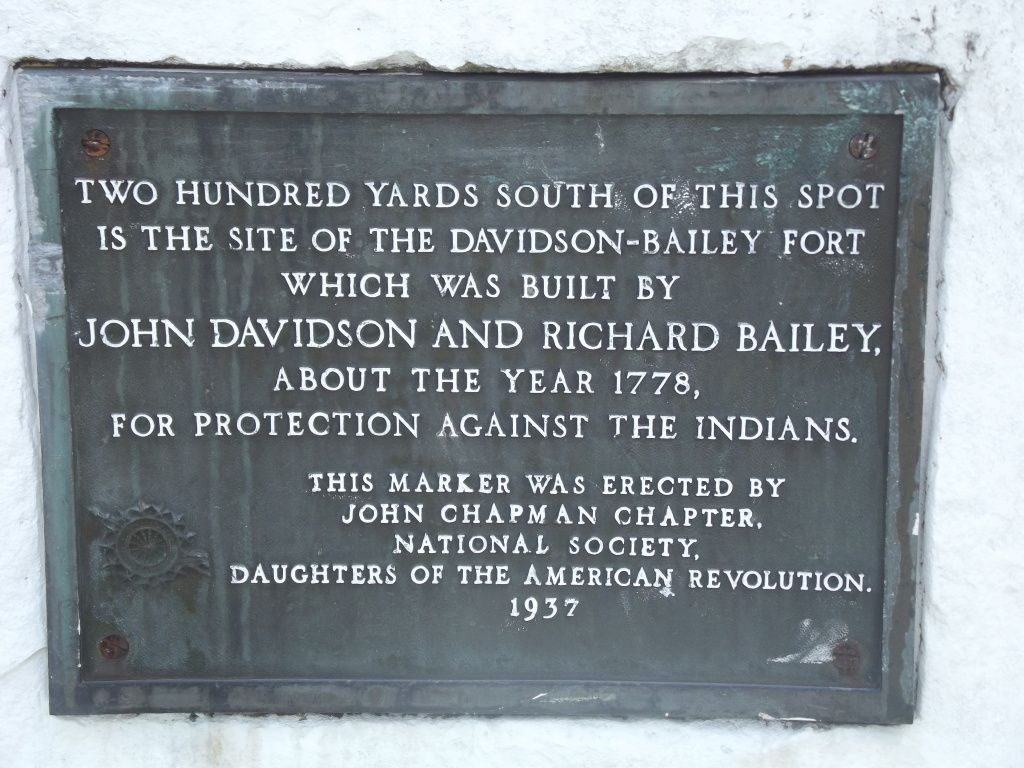 TWO HUNDRED YARDS SOUTH OF THIS SPOT
IS THE SITE OF THE DAVIDSON-BAILEY FORT
WHICH WAS BUILT BY
JOHN DAVIDSON AND RICHARD BAILEY,
ABOUT THE YEAR 1778,
FOR PROTECTION AGAINST THE INDIANS.
THIS MARKER WAS ERECTED BY
JOHN CHAPMAN CHAPTER,
NATIONAL SOCIETY,
DAUGHTERS OF THE AMERICAN REVOLUTION.
1937